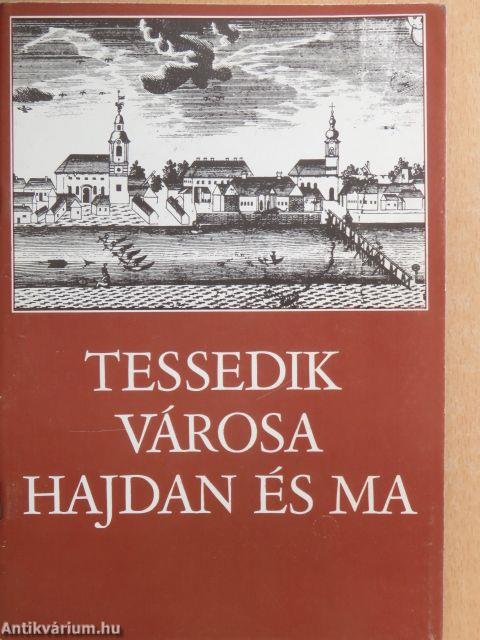 TESSEDIK
VÁROSA
HAJDAN ÉS MA
Antikvárium.hu